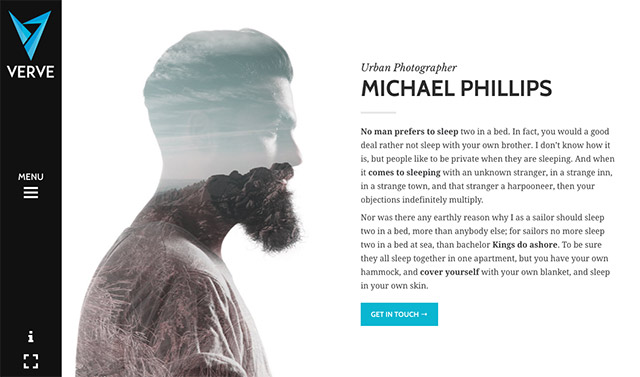 VERVE
MENU
Urban Photographer
MICHAEL PHILLIPS
No man prefers to sleep two in a bed. In fact, you would a good
deal rather not sleep with your own brother. I don't know how it
is, but people like to be private when they are sleeping. And when
it comes to sleeping with an unknown stranger, in a strange inn,
in a strange town, and that stranger a harpooneer, then your
objections indefinitely multiply.
Nor was there any earthly reason why I as a sailor should sleep
two in a bed, more than anybody else; for sailors no more sleep
two in a bed at sea, than bachelor Kings do ashore. To be sure
they all sleep together in one apartment, but you have your own
hammock, and cover yourself with your own blanket, and sleep
in your own skin.
GET IN TOUCH →